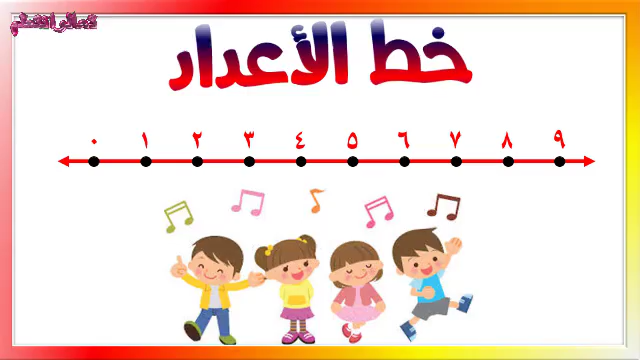 خط الأعداد
٠ ١ ٢ ٣ ٤ ٥ ٦ ٧ ٨ ٩